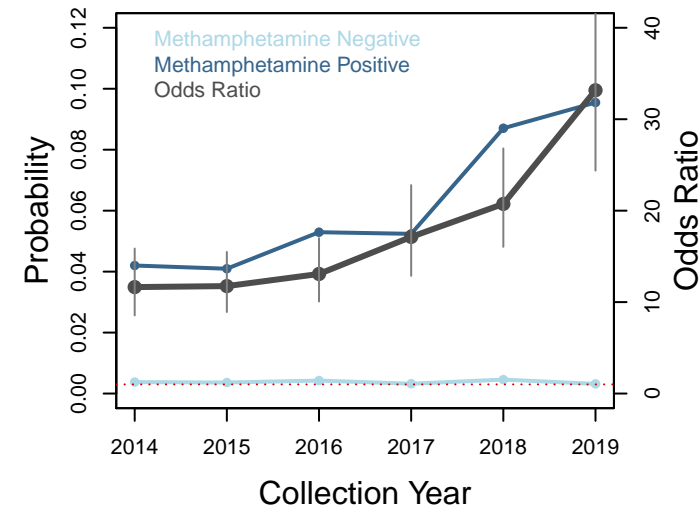 Methamphetamine Negative
Methamphetamine Positive
Odds Ratio
Probability
0.12
0.10
0.08
0.06
0.04
0.02
0.00
40
30
20
10
0
Odds Ratio
2014 2015 2016 2017 2018 2019
Collection Year